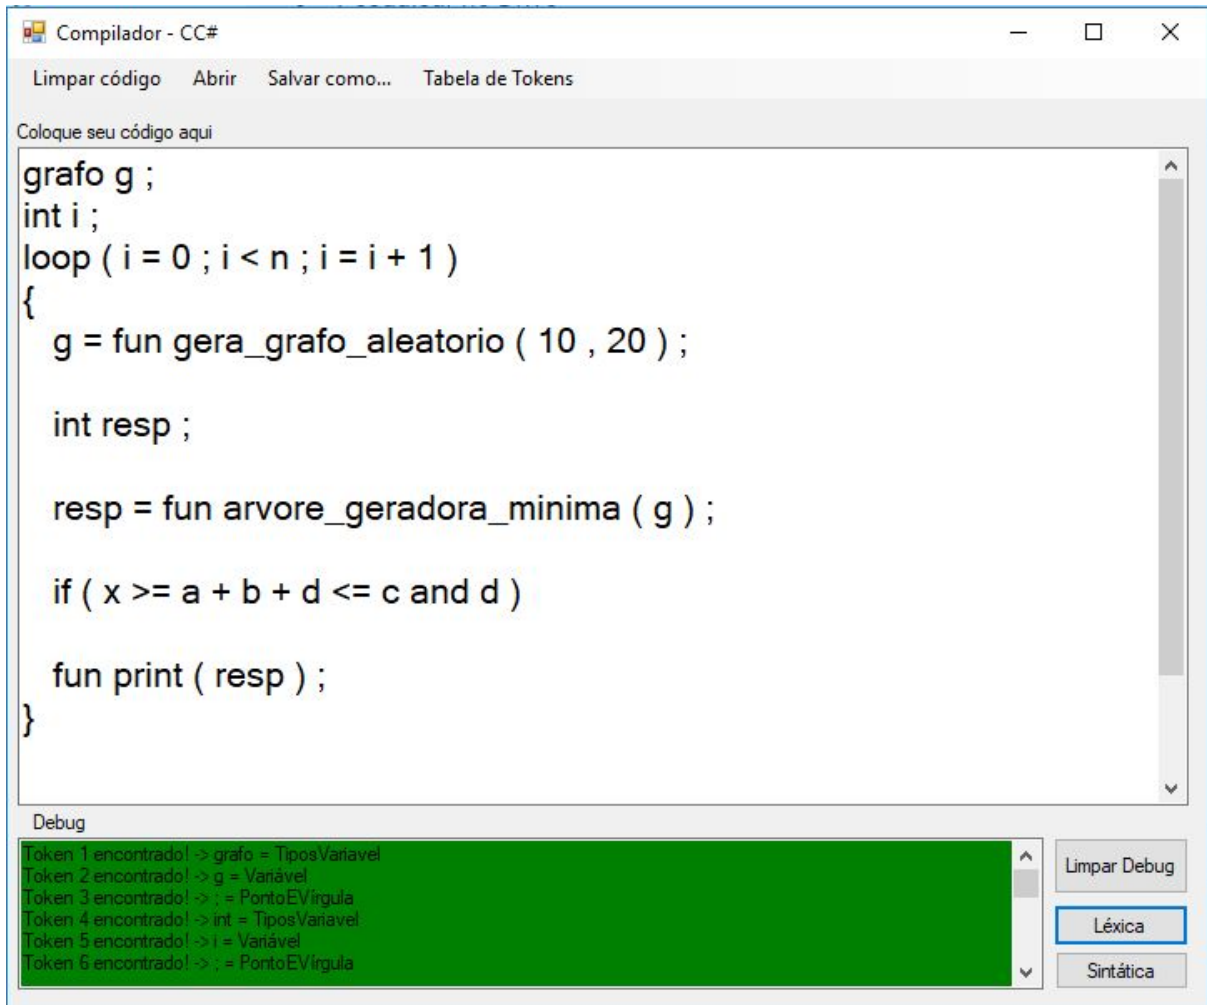 Compilador - CC#
Limpar código Abrir Salvar como... Tabela de Tokens
Coloque seu código aqui
grafo g ;
int i ;
loop ( i = 0 ; i < n ; i = i + 1 )
{
g = fun gera_grafo_aleatorio ( 10 , 20 ) ;
int resp ;
resp = fun arvore_geradora_minima ( g ) ;
if ( x >= a + b + d <= c and d )
fun print ( resp ) ;
}
Debug
Token 1 encontrado! -> grafo = TiposVariavel
Token 2 encontrado! -> g = Variável
Token 3 encontrado! -> ; = PontoEVírgula
Token 4 encontrado! -> int = TiposVariavel
Token 5 encontrado! -> i = Variável
Token 6 encontrado! -> ; = PontoEVírgula
Limpar Debug
Léxica
Sintática